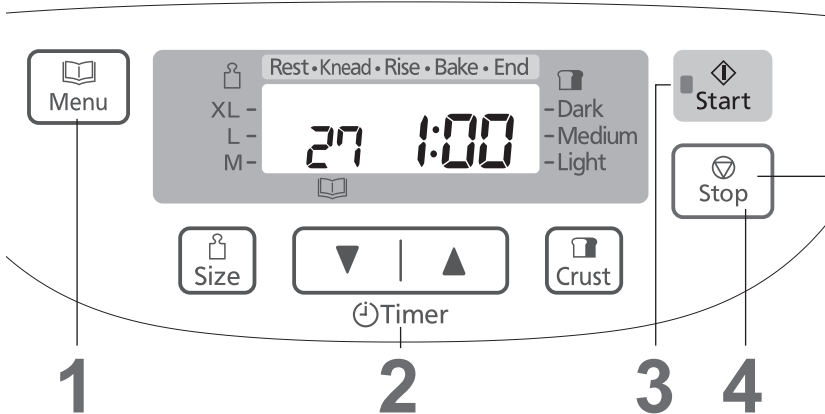 Rest • Knead • Rise • Bake • End
Menu
XL - 27 1:00 - Dark
L - - Medium
M - - Light
Start
Stop
Size
Timer
Crust
1
2
3
4